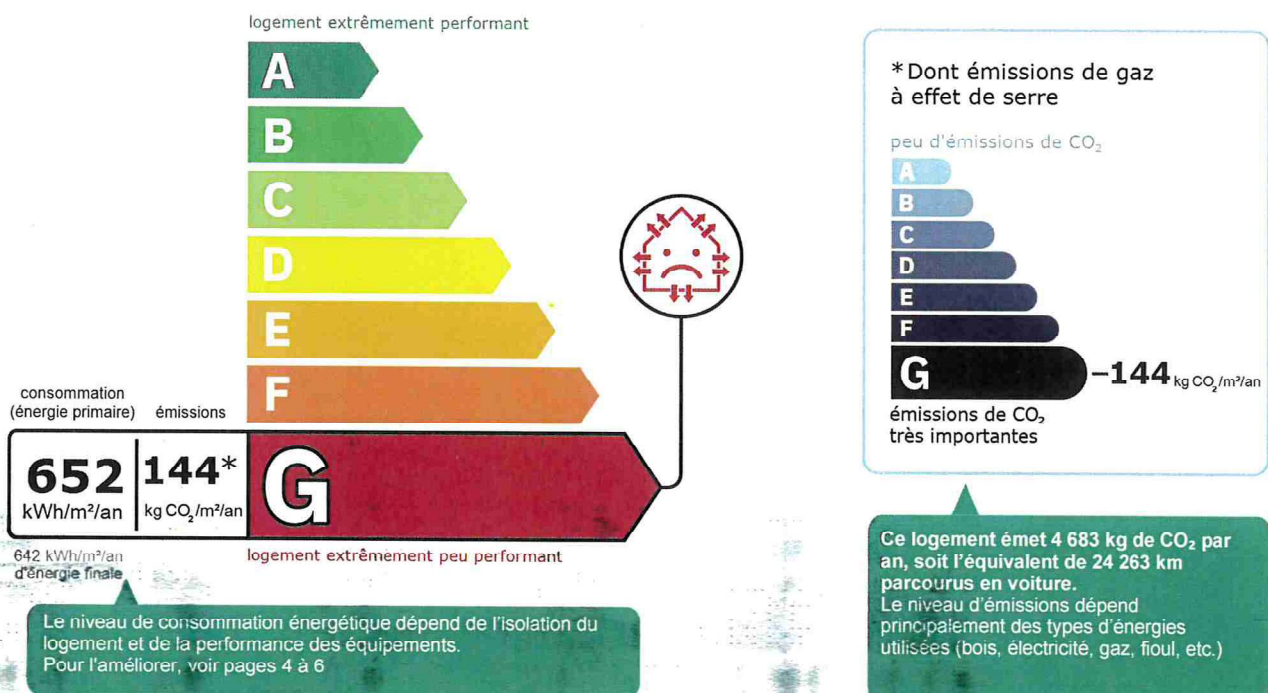 logement extrêmement performant
A
B
C
D
E
F
consommation
(énergie primaire)
émissions
652
kWh/m²/an
144*
kg CO₂/m²/an
G
642 kWh/m²/an
d'énergie finale
logement extrêmement peu performant
Le niveau de consommation énergétique dépend de l'isolation du
logement et de la performance des équipements.
Pour l'améliorer, voir pages 4 à 6
*Dont émissions de gaz
à effet de serre
peu d'émissions de CO₂
A
B
C
D
E
F
G
144 kg CO₂/m²/an
émissions de CO₂
très importantes
Ce logement émet 4 683 kg de CO₂ par
an, soit l'équivalent de 24 263 km
parcourus en voiture.
Le niveau d'émissions dépend
principalement des types d'énergies
utilisées (bois, électricité, gaz, fioul, etc.)